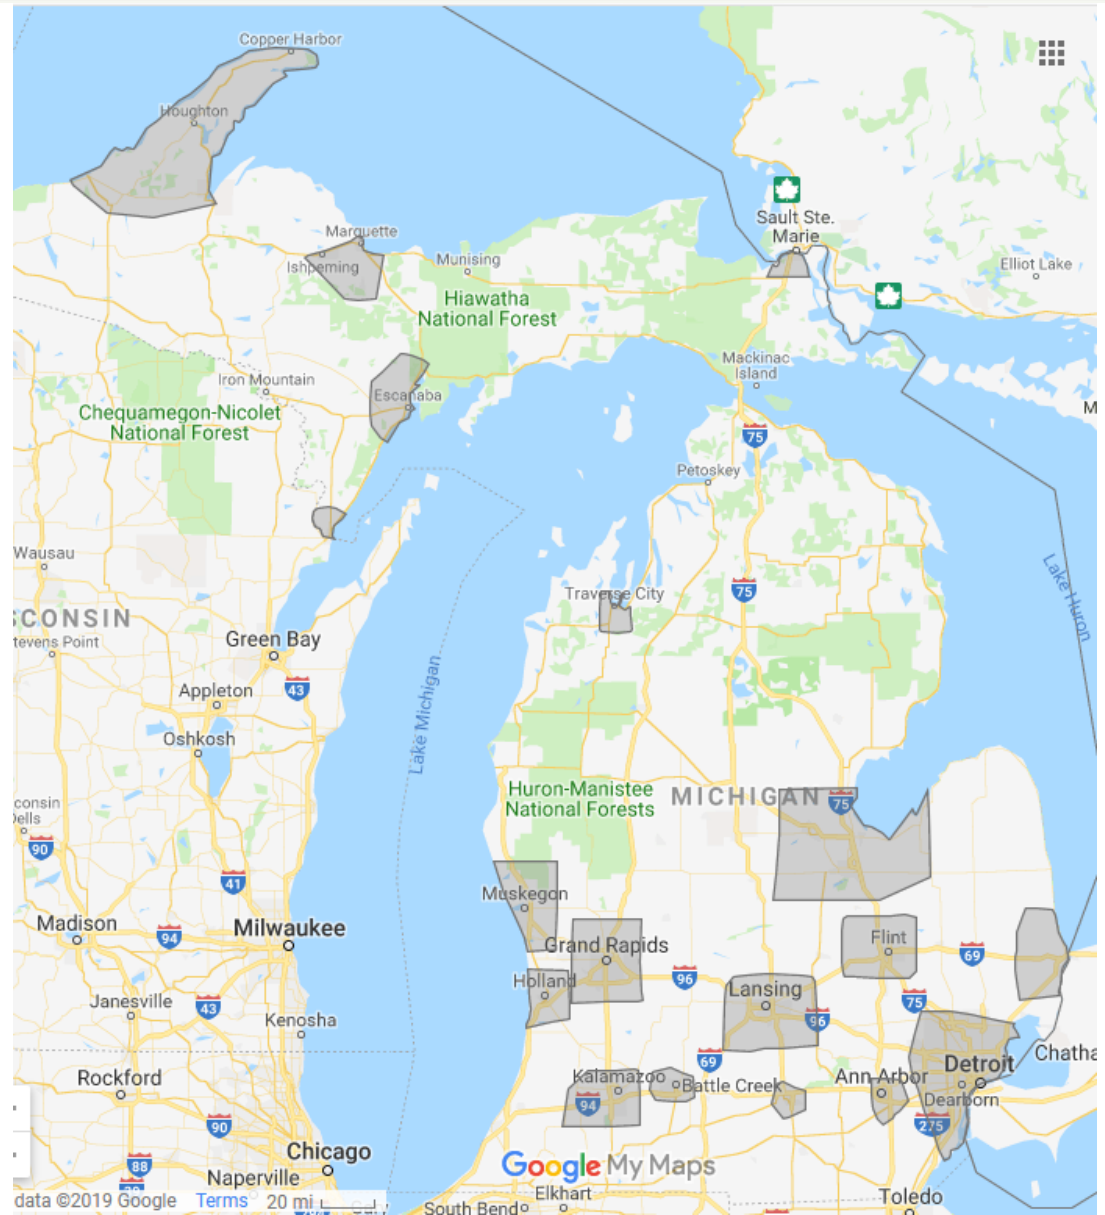 Copper Harbor
Houghton
Sault Ste.
Marie
Marquette
Ishpeming
Munising
Elliot Lake
Hiawatha
National Forest
Mackinac
Island
Iron Mountain
Escanaba
Chequamegon-Nicolet
National Forest
M
75
Petoskey
Wausau
Lake Huron
75
Traverse City
SCONSIN
tevens Point
Green Bay
43
Appleton
Lake Michigan
Oshkosh
Huron-Manistee
National Forests
MICHIGAN
75
consin
Dells
90
41
Muskegon
Madison
94
Milwaukee
Grand Rapids
Flint
69
Holland
96
Lansing
Janesville
43
75
Kenosha
96
69
Detroit
Chatha
Rockford
Kalamazoo
Battle Creek
Ann Arbor
94
Dearborn
90
275
Chicago
88
Naperville
Google My Maps
data ©2019 Google
Terms
20 mi
Elkhart
South Bend
Toledo